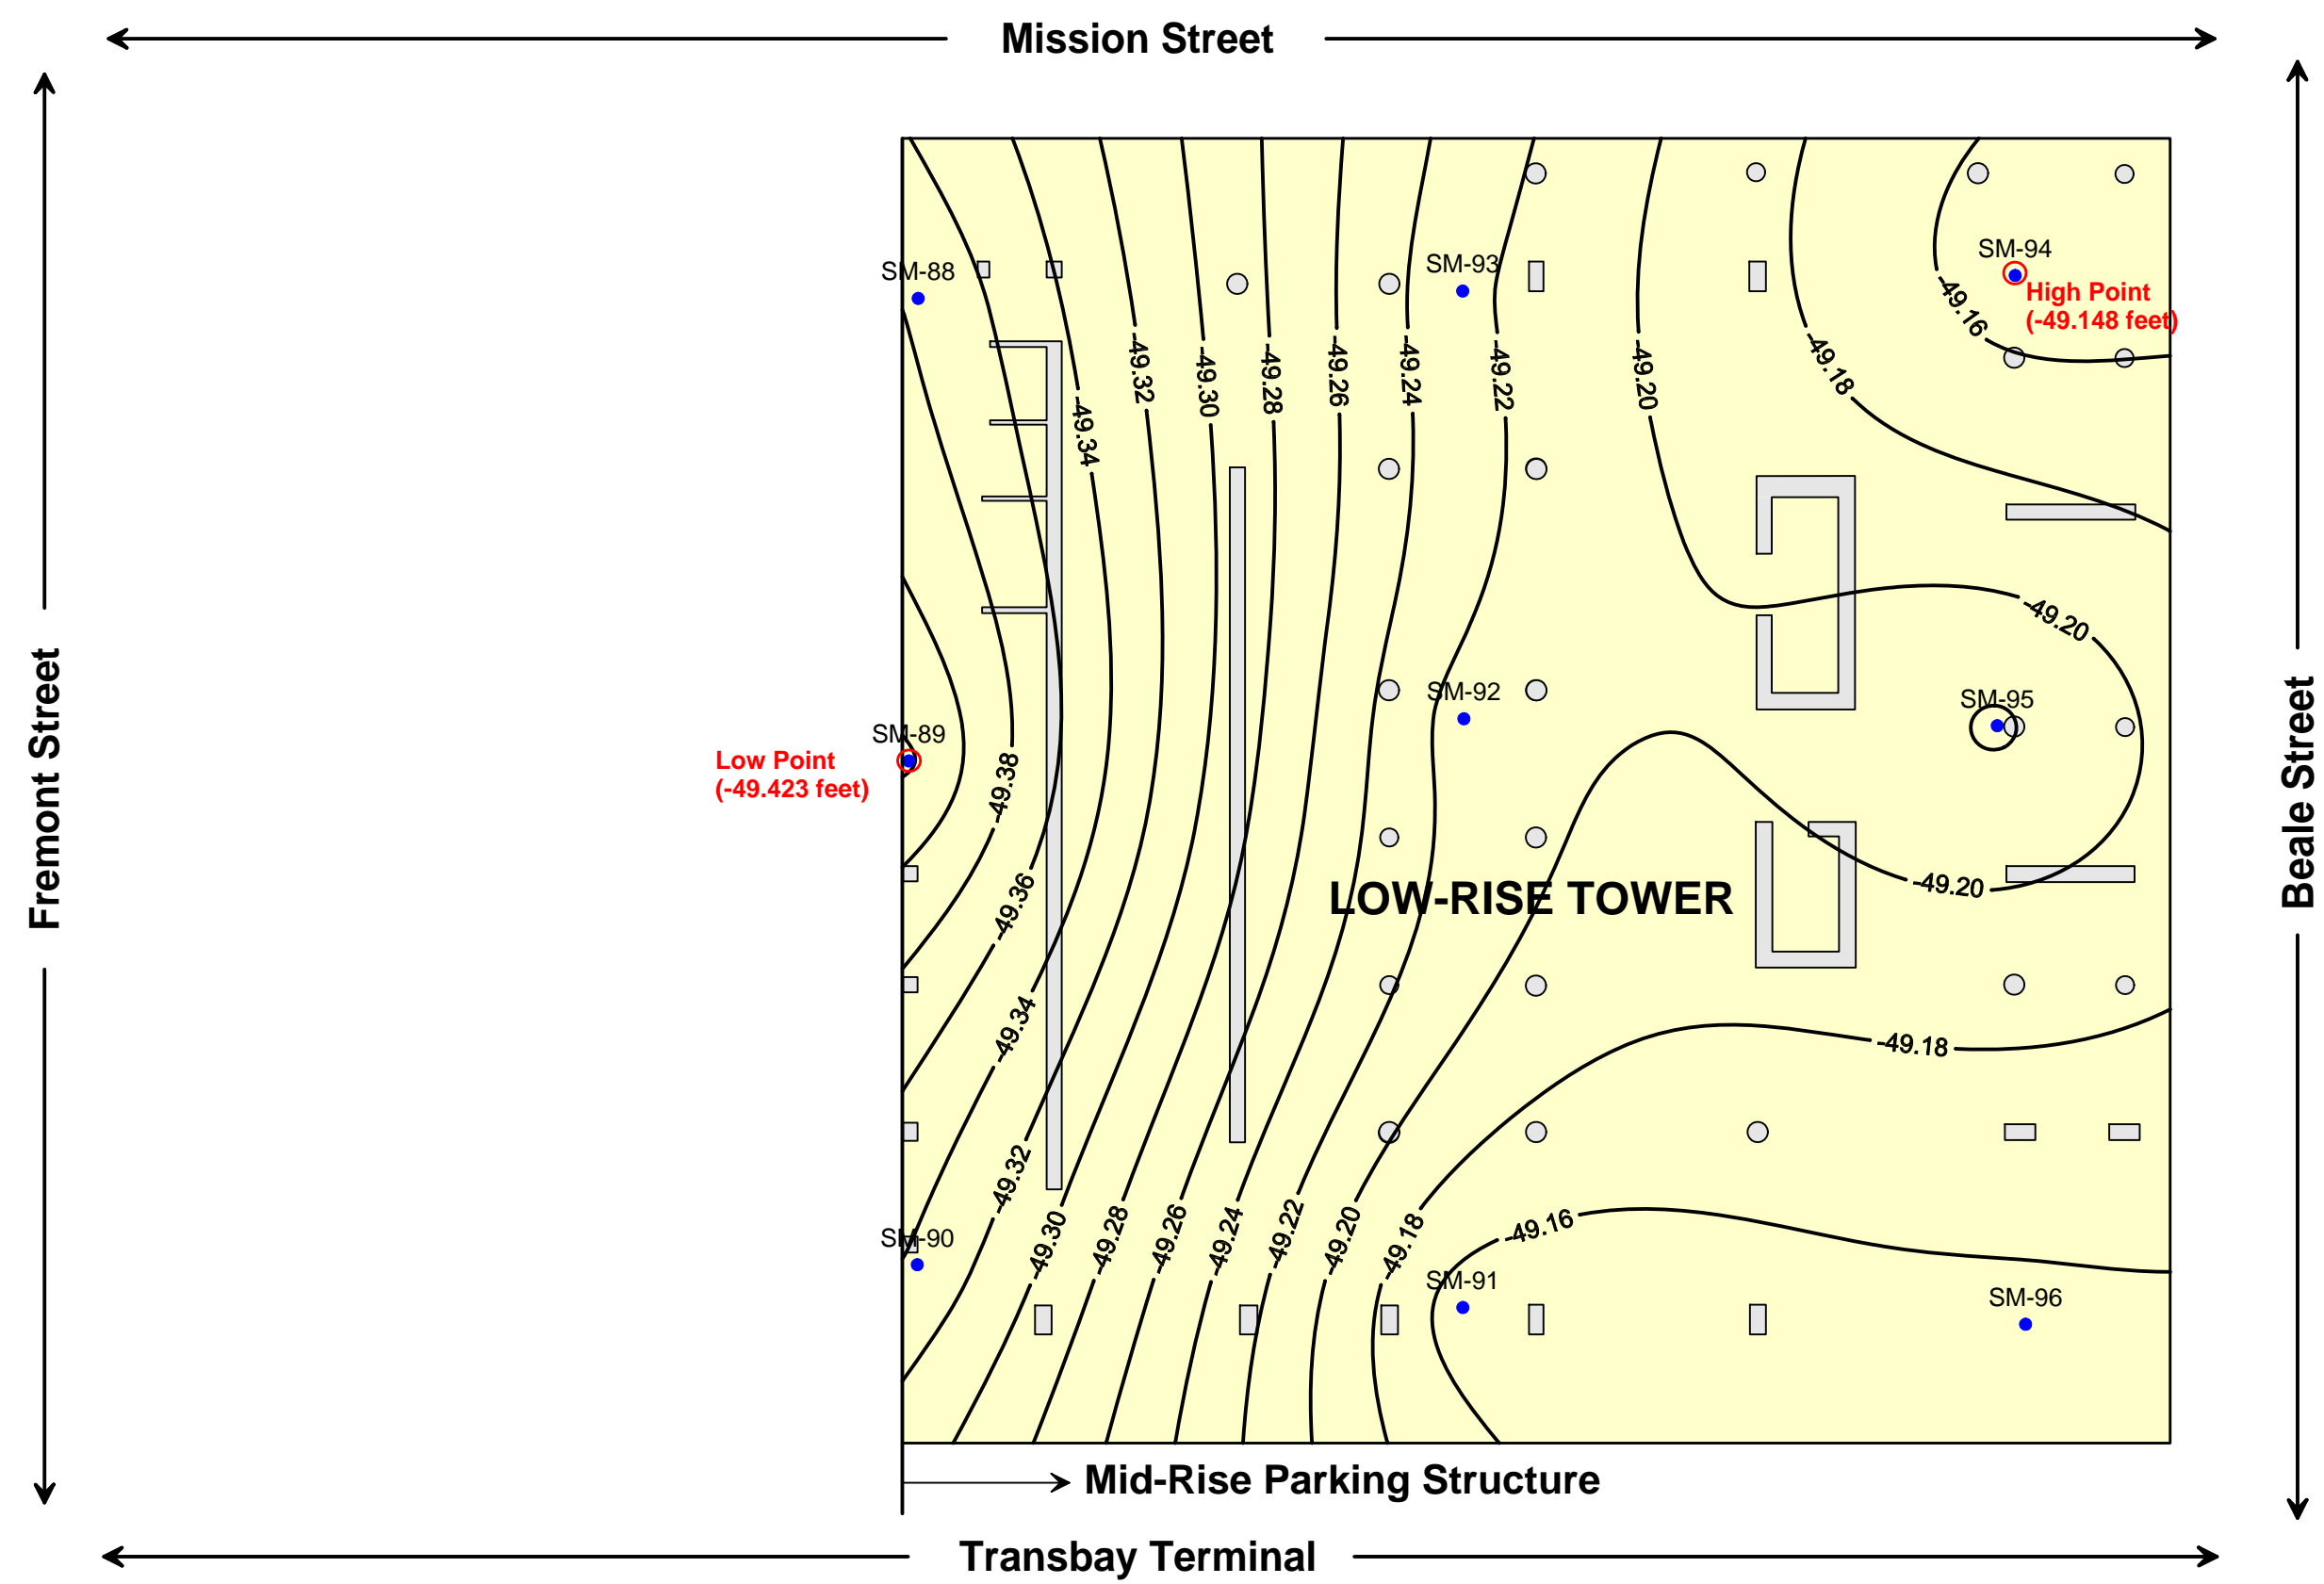 Mission Street
SM-88
SM-93
SM-94
High Point
(-49.148 feet)
-49.16
-49.32
-49.30
-49.28
-49.26
-49.24
-49.22
-49.20
-49.18
-49.34
-49.20
Fremont Street
Beale Street
SM-92
SM-95
SM-89
Low Point
(-49.423 feet)
-49.38
-49.36
-49.20
LOW-RISE TOWER
-49.34
-49.18
-49.32
-49.30
-49.28
-49.26
-49.24
-49.22
-49.20
-49.18
-49.16
SM-90
SM-91
SM-96
Mid-Rise Parking Structure
Transbay Terminal